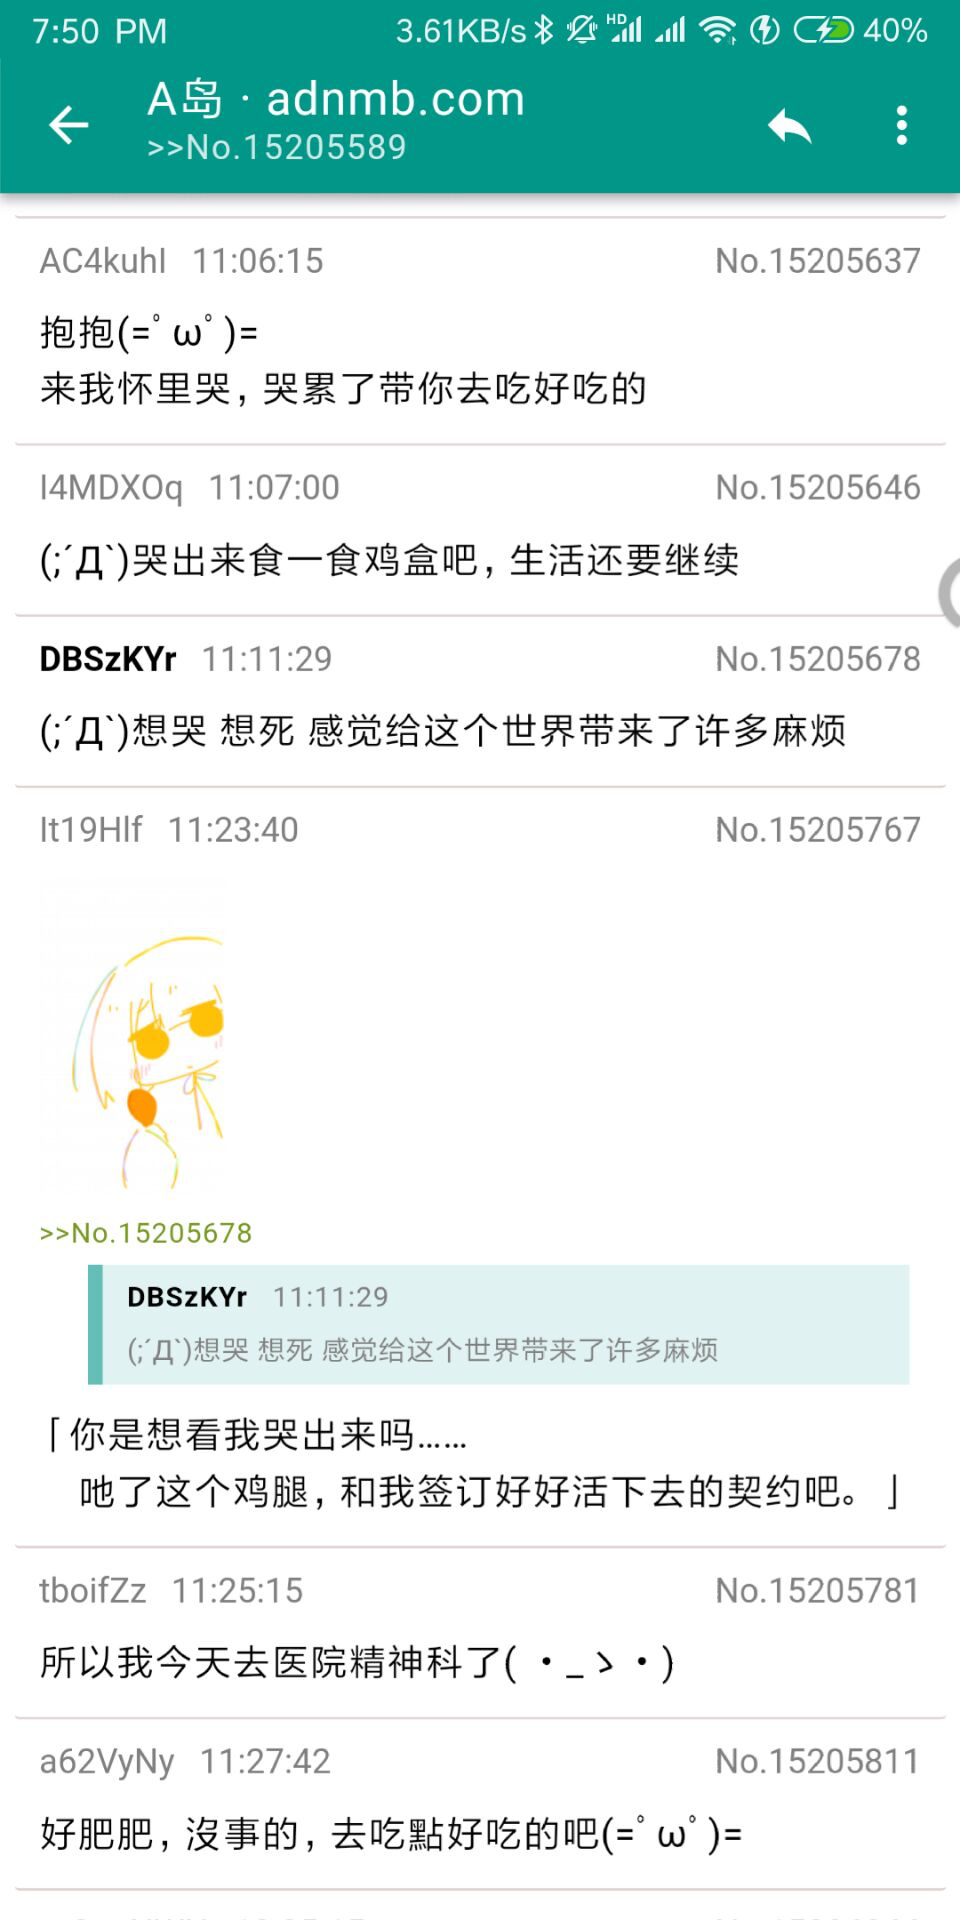 7:50 PM 3.61KB/s HD 40%
A岛 · adnmb.com
>>No.15205589
AC4kuhI 11:06:15 No.15205637
抱抱(=ﾟωﾟ)=
来我怀里哭，哭累了带你去吃好吃的
I4MDXOq 11:07:00 No.15205646
(;´Д`)哭出来食一食鸡盒吧，生活还要继续
DBSzKYr 11:11:29 No.15205678
(;´Д`)想哭 想死 感觉给这个世界带来了许多麻烦
It19Hlf 11:23:40 No.15205767
>>No.15205678
DBSzKYr 11:11:29
(;´Д`)想哭 想死 感觉给这个世界带来了许多麻烦
「你是想看我哭出来吗……
吔了这个鸡腿，和我签订好好活下去的契约吧。」
tboifZz 11:25:15 No.15205781
所以我今天去医院精神科了( ・_ゝ・)
a62VyNy 11:27:42 No.15205811
好肥肥，沒事的，去吃點好吃的吧(=ﾟωﾟ)=